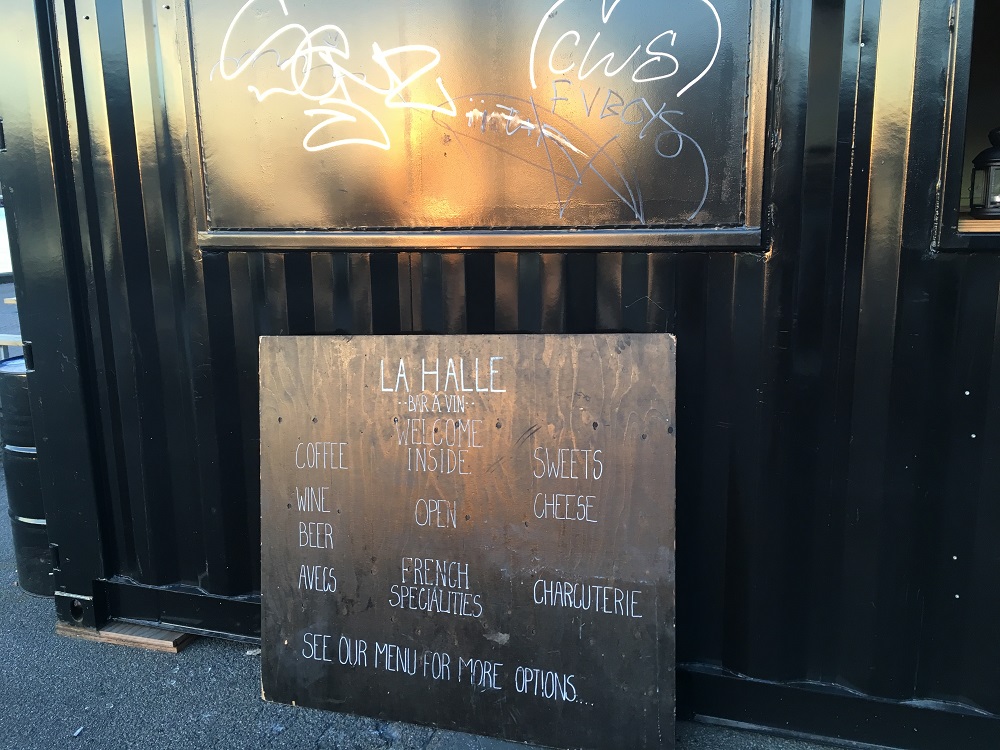 CWS
EVBOYS
LA HALLE
--BAR À VIN--
WELCOME
INSIDE
COFFEE
SWEETS
WINE
OPEN
CHEESE
BEER
AVECS
FRENCH
SPECIALITIES
CHARCUTERIE
SEE OUR MENU FOR MORE OPTIONS....